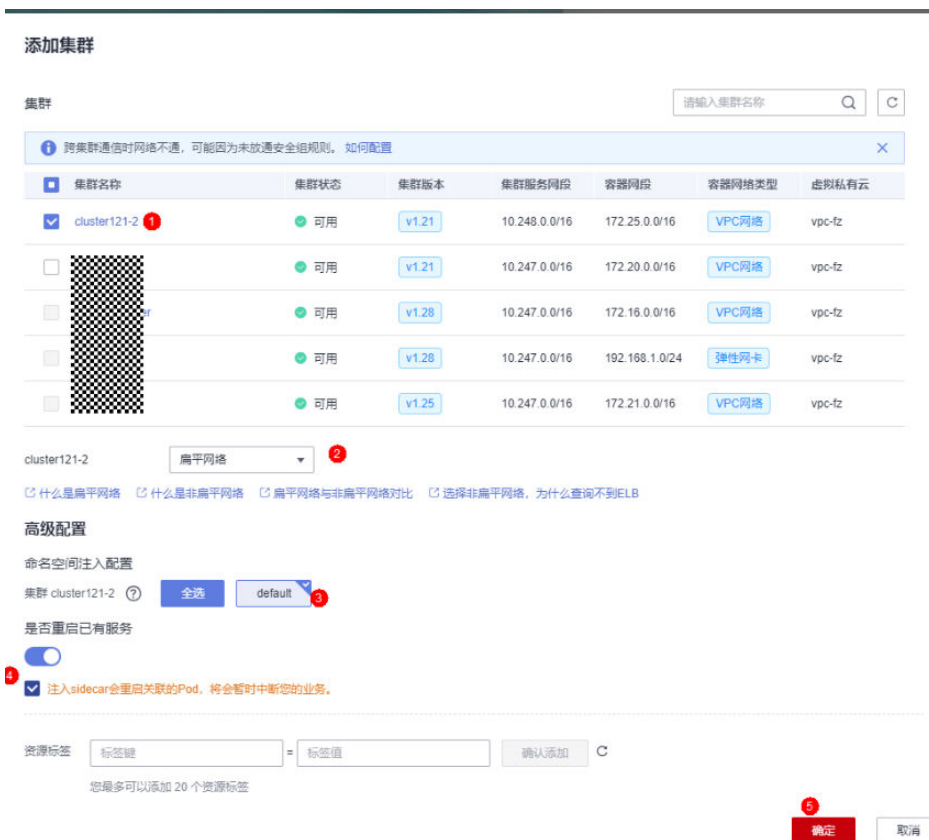 添加集群
集群 请输入集群名称
跨集群通信时网络不通，可能因为未放通安全组规则。 如何配置
集群名称 集群状态 集群版本 集群服务网段 容器网段 容器网络类型 虚拟私有云
cluster121-2 1 可用 v1.21 10.248.0.0/16 172.25.0.0/16 VPC网络 vpc-fz
可用 v1.21 10.247.0.0/16 172.20.0.0/16 VPC网络 vpc-fz
er 可用 v1.28 10.247.0.0/16 172.16.0.0/16 VPC网络 vpc-fz
可用 v1.28 10.247.0.0/16 192.168.1.0/24 弹性网卡 vpc-fz
可用 v1.25 10.247.0.0/16 172.21.0.0/16 VPC网络 vpc-fz
cluster121-2 扁平网络 2
什么是扁平网络 什么是非扁平网络 扁平网络与非扁平网络对比 选择非扁平网络，为什么查询不到ELB
高级配置
命名空间注入配置
集群 cluster121-2 ? 全选 default 3
是否重启已有服务
4
注入sidecar会重启关联的Pod，将会暂时中断您的业务。
资源标签 标签键 = 标签值 确认添加
您最多可以添加 20 个资源标签
5
确定 取消